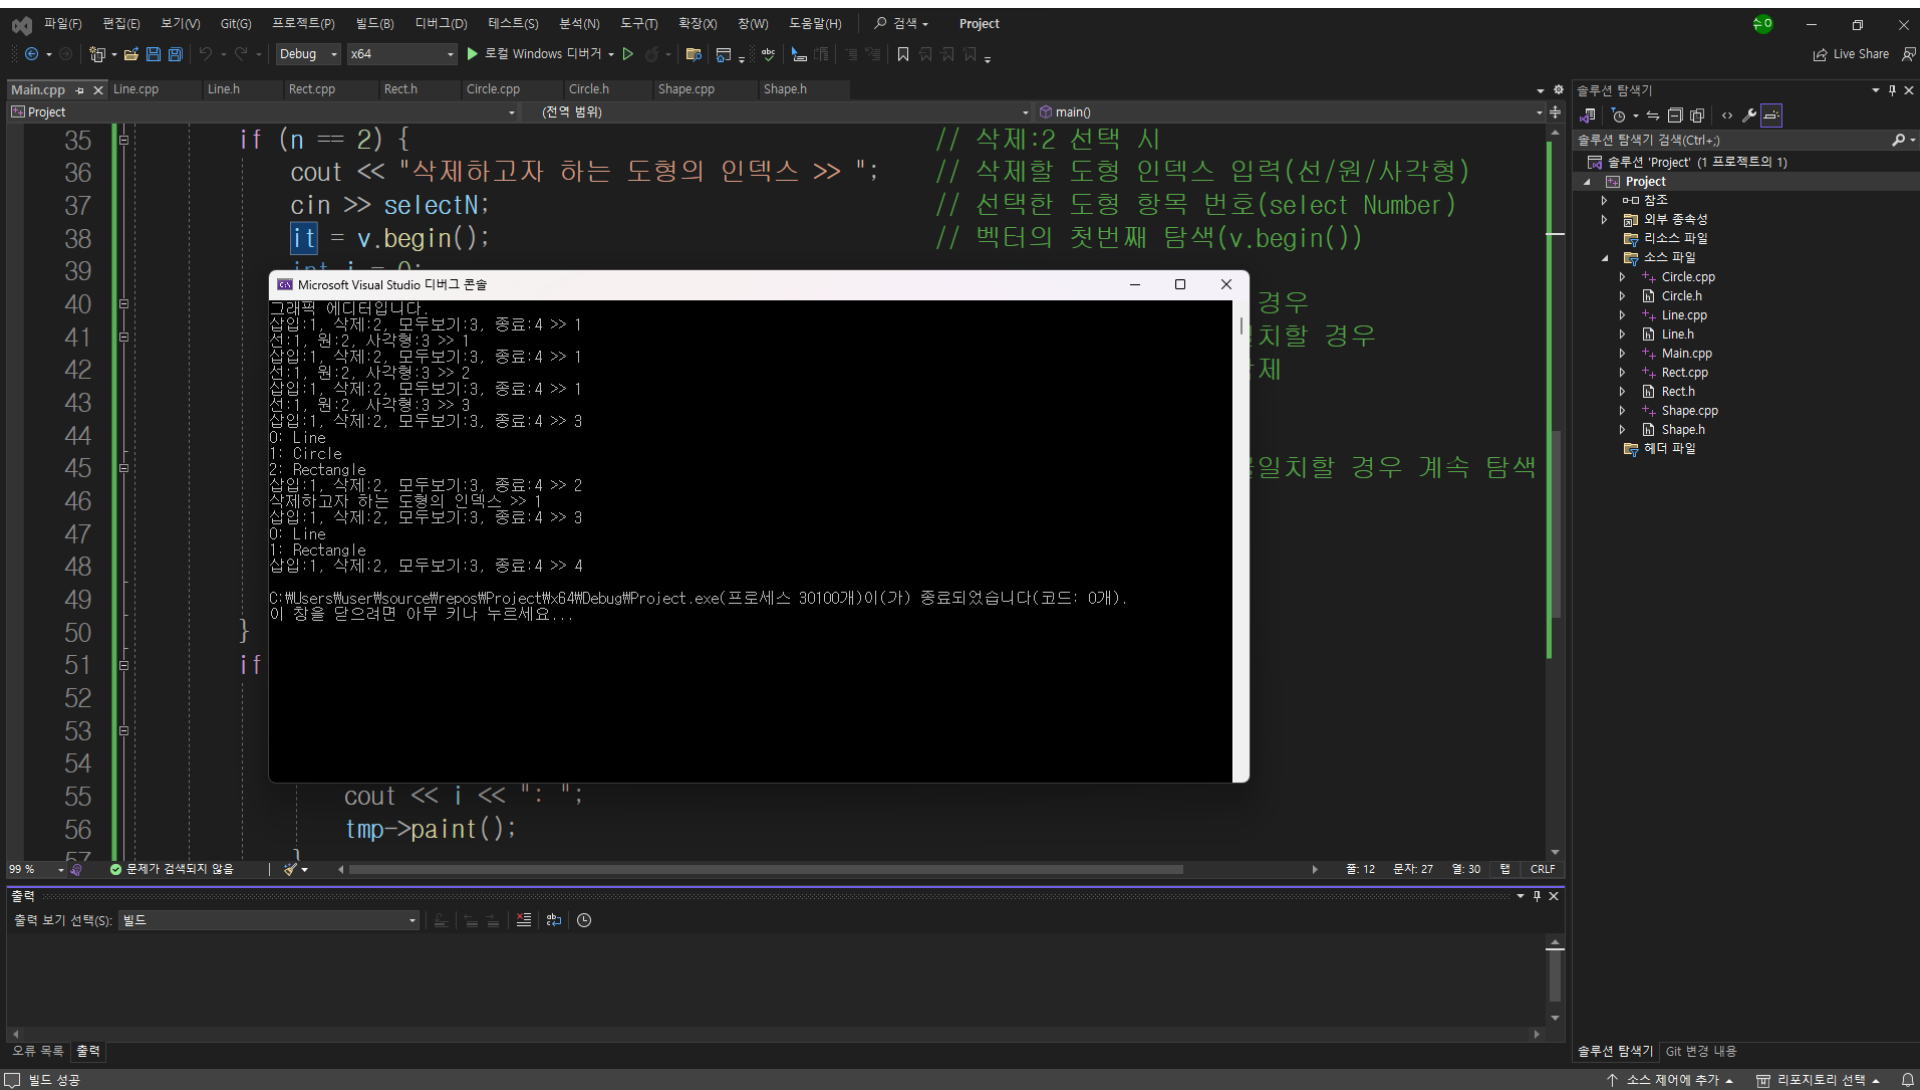 파일(F) 편집(E) 보기(V) Git(G) 프로젝트(P) 빌드(B) 디버그(D) 테스트(S) 분석(N) 도구(T) 확장(X) 창(W) 도움말(H) 검색 Project
Debug x64 로컬 Windows 디버거 Live Share
Main.cpp Line.cpp Line.h Rect.cpp Rect.h Circle.cpp Circle.h Shape.cpp Shape.h
Project (전역 범위) main()
35 if (n == 2) { // 삭제:2 선택 시
36 cout << "삭제하고자 하는 도형의 인덱스 >> "; // 삭제할 도형 인덱스 입력(선/원/사각형)
37 cin >> selectN; // 선택한 도형 항목 번호(select Number)
38 it = v.begin(); // 벡터의 첫번째 탐색(v.begin())
39 int i = 0;
40 경우
41 치할 경우
42
43
44
45 일치할 경우 계속 탐색
46
47
48
49
50 }
51 if
52
53
54
55 cout << i << ": ";
56 tmp->paint();
57 }
Microsoft Visual Studio 디버그 콘솔
그래픽 에디터입니다.
삽입:1, 삭제:2, 모두보기:3, 종료:4 >> 1
선:1, 원:2, 사각형:3 >> 1
삽입:1, 삭제:2, 모두보기:3, 종료:4 >> 1
선:1, 원:2, 사각형:3 >> 2
삽입:1, 삭제:2, 모두보기:3, 종료:4 >> 1
선:1, 원:2, 사각형:3 >> 3
삽입:1, 삭제:2, 모두보기:3, 종료:4 >> 3
0: Line
1: Circle
2: Rectangle
삽입:1, 삭제:2, 모두보기:3, 종료:4 >> 2
삭제하고자 하는 도형의 인덱스 >> 1
삽입:1, 삭제:2, 모두보기:3, 종료:4 >> 3
0: Line
1: Rectangle
삽입:1, 삭제:2, 모두보기:3, 종료:4 >> 4
C:₩Users₩user₩source₩repos₩Project₩x64₩Debug₩Project.exe(프로세스 30100개)이(가) 종료되었습니다(코드: 0개).
이 창을 닫으려면 아무 키나 누르세요...
99 % 문제가 검색되지 않음 줄: 12 문자: 27 열: 30 탭 CRLF
출력
출력 보기 선택(S): 빌드
오류 목록 출력
빌드 성공
솔루션 탐색기
솔루션 탐색기 검색(Ctrl+;)
솔루션 'Project' (1 프로젝트의 1)
Project
참조
외부 종속성
리소스 파일
소스 파일
Circle.cpp
Circle.h
Line.cpp
Line.h
Main.cpp
Rect.cpp
Rect.h
Shape.cpp
Shape.h
헤더 파일
솔루션 탐색기 Git 변경 내용
소스 제어에 추가 리포지토리 선택